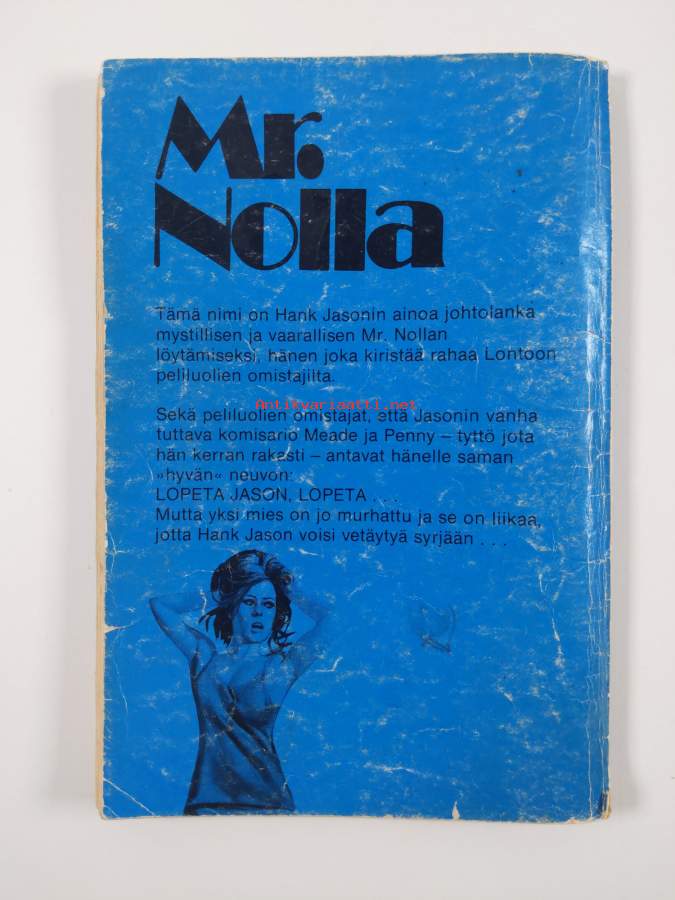 Mr.
Nolla
Tämä nimi on Hank Jasonin ainoa johtolanka
mystillisen ja vaarallisen Mr. Nollan
löytämiseksi, hänen joka kiristää rahaa Lontoon
peliluolien omistajilta.
Antikvariaatti.net
Sekä peliluolien omistajat, että Jasonin vanha
tuttava komisario Meade ja Penny – tyttö jota
hän kerran rakasti – antavat hänelle saman
»hyvän« neuvon:
LOPETA JASON, LOPETA . . .
Mutta yksi mies on jo murhattu ja se on liikaa,
jotta Hank Jason voisi vetäytyä syrjään . . .